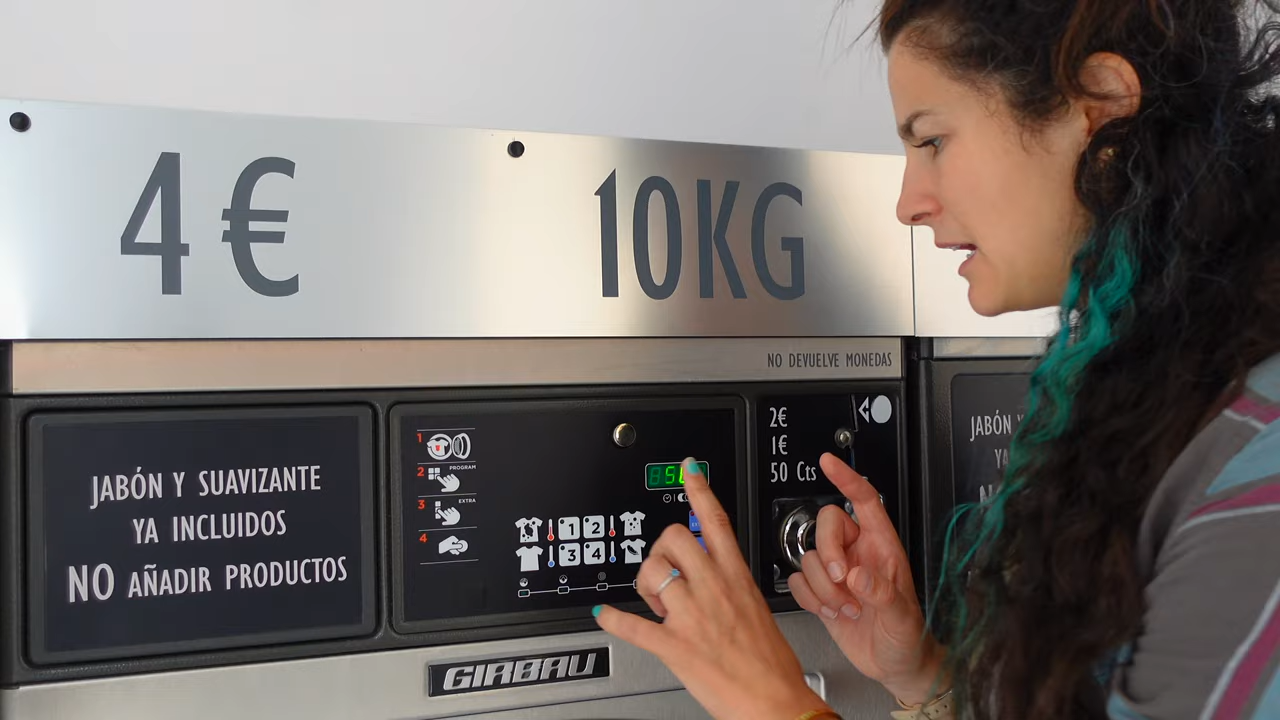 4€
10KG
NO DEVUELVE MONEDAS
JABÓN Y SUAVIZANTE
YA INCLUIDOS
NO AÑADIR PRODUCTOS
1
2 PROGRAM
3 EXTRA
4
1 2
3 4
2€
1€
50 Cts
GIRBAU
JABÓN
YA